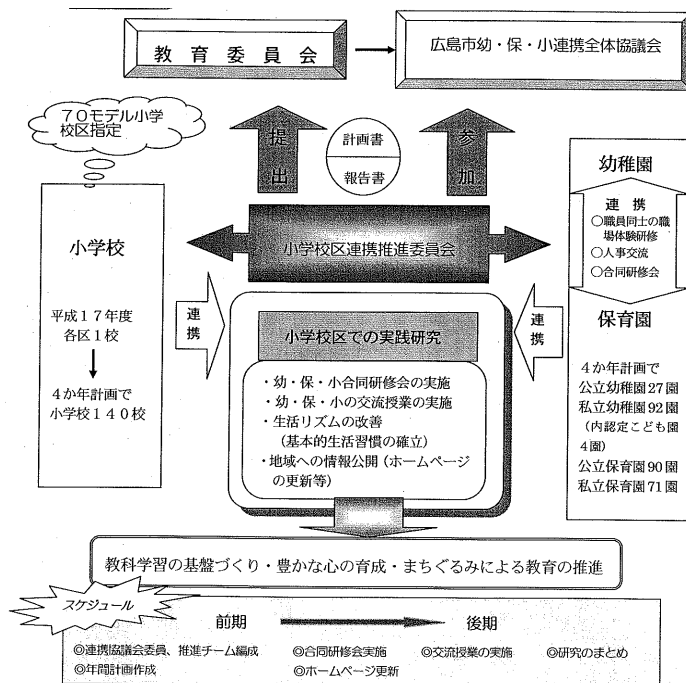 教育委員会
広島市幼・保・小連携全体協議会
70モデル小学
校区指定
提出
計画書
報告書
参加
小学校
平成17年度
各区1校
4か年計画で
小学校140校
小学校区連携推進委員会
幼稚園
連携
○職員同士の職
場体験研修
○人事交流
○合同研修会
保育園
4か年計画で
公立幼稚園27園
私立幼稚園92園
(内認定こども園
4園)
公立保育園90園
私立保育園71園
連携
連携
小学校区での実践研究
・幼・保・小合同研修会の実施
・幼・保・小の交流授業の実施
・生活リズムの改善
(基本的生活習慣の確立)
・地域への情報公開(ホームページ
の更新等)
教科学習の基盤づくり・豊かな心の育成・まちぐるみによる教育の推進
スケジュール
前期
後期
◎連携協議会委員、推進チーム編成
◎合同研修会実施
◎交流授業の実施
◎研究のまとめ
◎年間計画作成
◎ホームページ更新